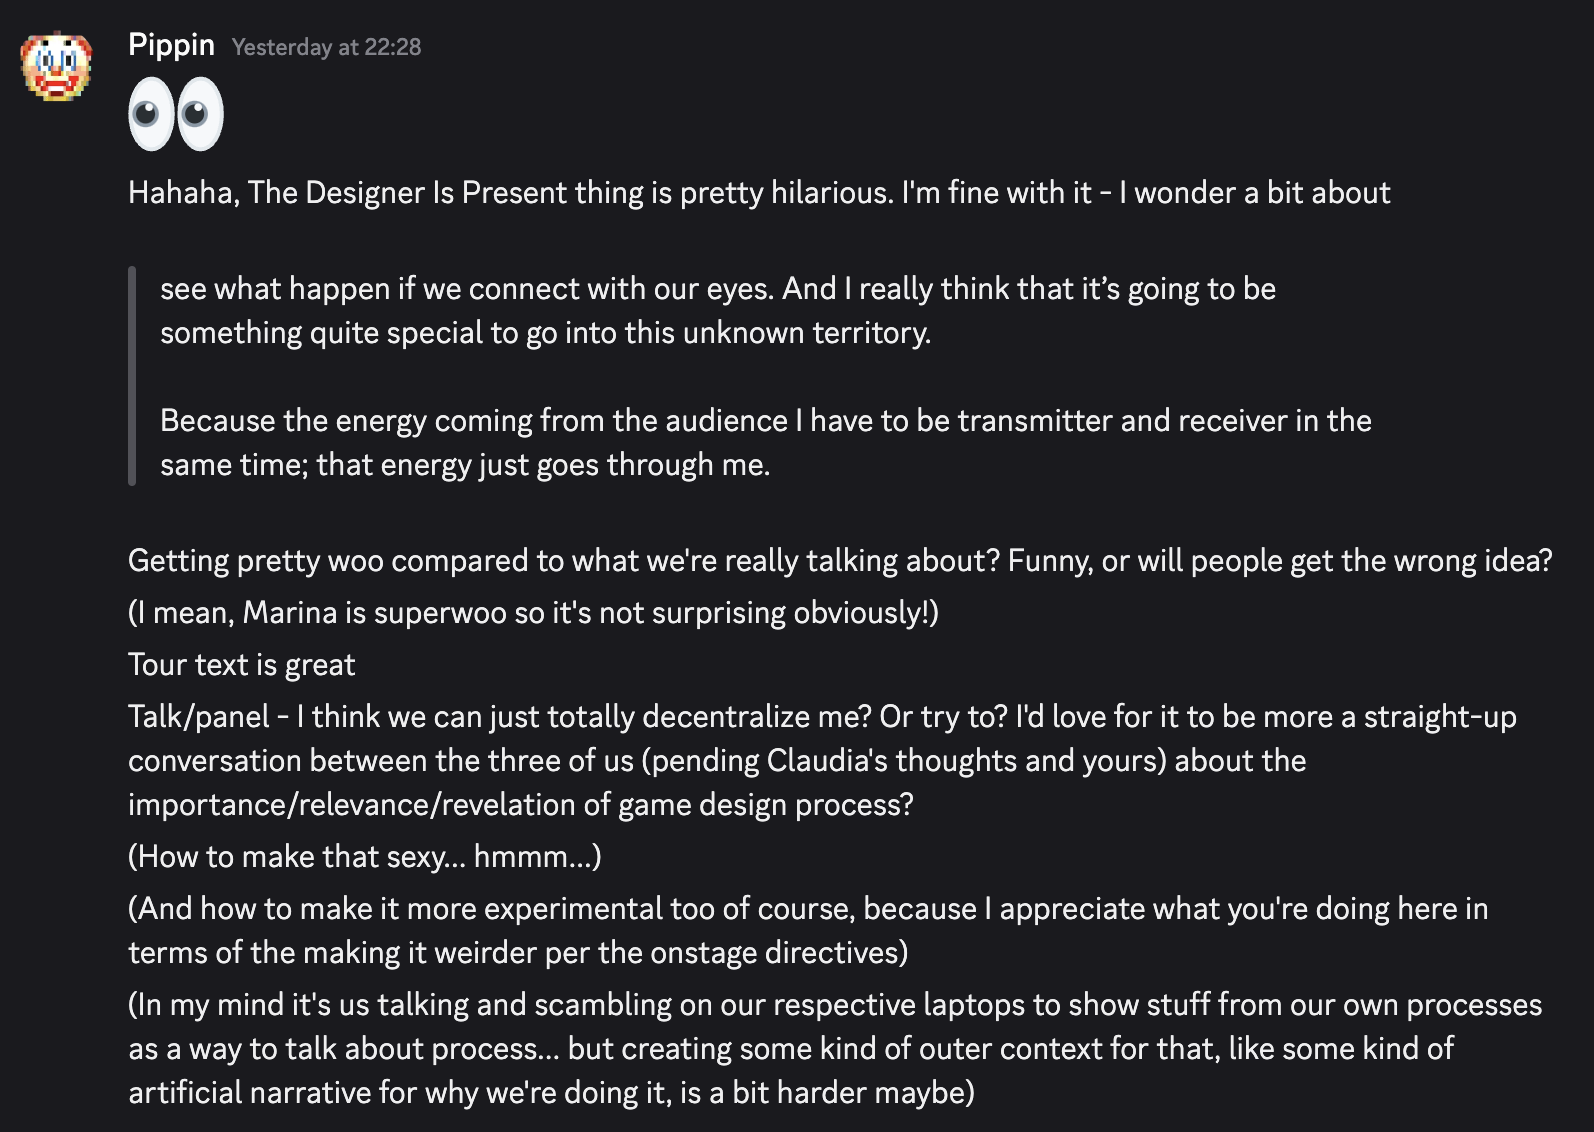 Pippin Yesterday at 22:28
👀
Hahaha, The Designer Is Present thing is pretty hilarious. I'm fine with it - I wonder a bit about
see what happen if we connect with our eyes. And I really think that it’s going to be
something quite special to go into this unknown territory.
Because the energy coming from the audience I have to be transmitter and receiver in the
same time; that energy just goes through me.
Getting pretty woo compared to what we're really talking about? Funny, or will people get the wrong idea?
(I mean, Marina is superwoo so it's not surprising obviously!)
Tour text is great
Talk/panel - I think we can just totally decentralize me? Or try to? I'd love for it to be more a straight-up
conversation between the three of us (pending Claudia's thoughts and yours) about the
importance/relevance/revelation of game design process?
(How to make that sexy... hmmm...)
(And how to make it more experimental too of course, because I appreciate what you're doing here in
terms of the making it weirder per the onstage directives)
(In my mind it's us talking and scambling on our respective laptops to show stuff from our own processes
as a way to talk about process... but creating some kind of outer context for that, like some kind of
artificial narrative for why we're doing it, is a bit harder maybe)